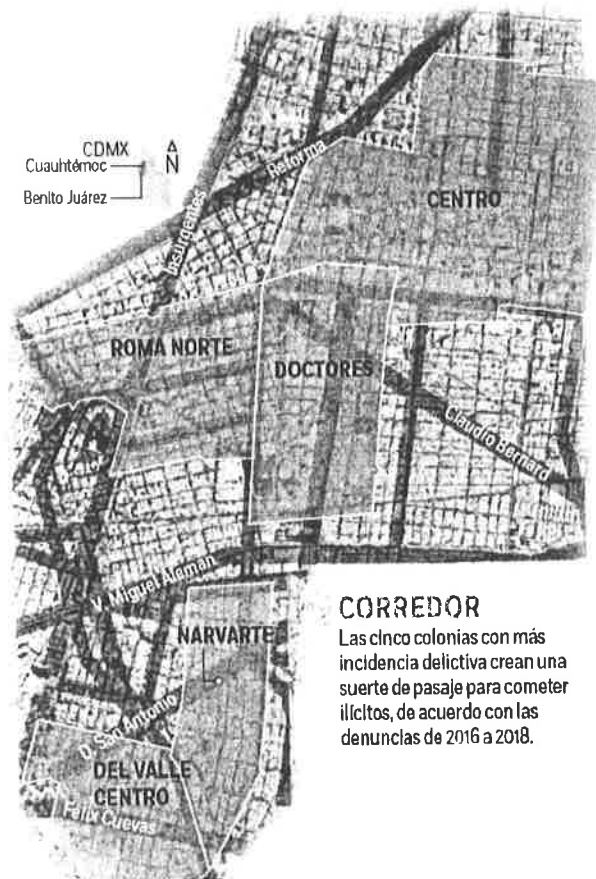 CDMX
Cuauhtémoc
Benito Juárez
N
Reforma
Insurgentes
CENTRO
ROMA NORTE
DOCTORES
Claudio Bernard
V. Miguel Alemán
NARVARTE
D. San Antonio
DEL VALLE
CENTRO
Félix Cuevas
CORREDOR
Las cinco colonias con más
incidencia delictiva crean una
suerte de pasaje para cometer
ilícitos, de acuerdo con las
denuncias de 2016 a 2018.